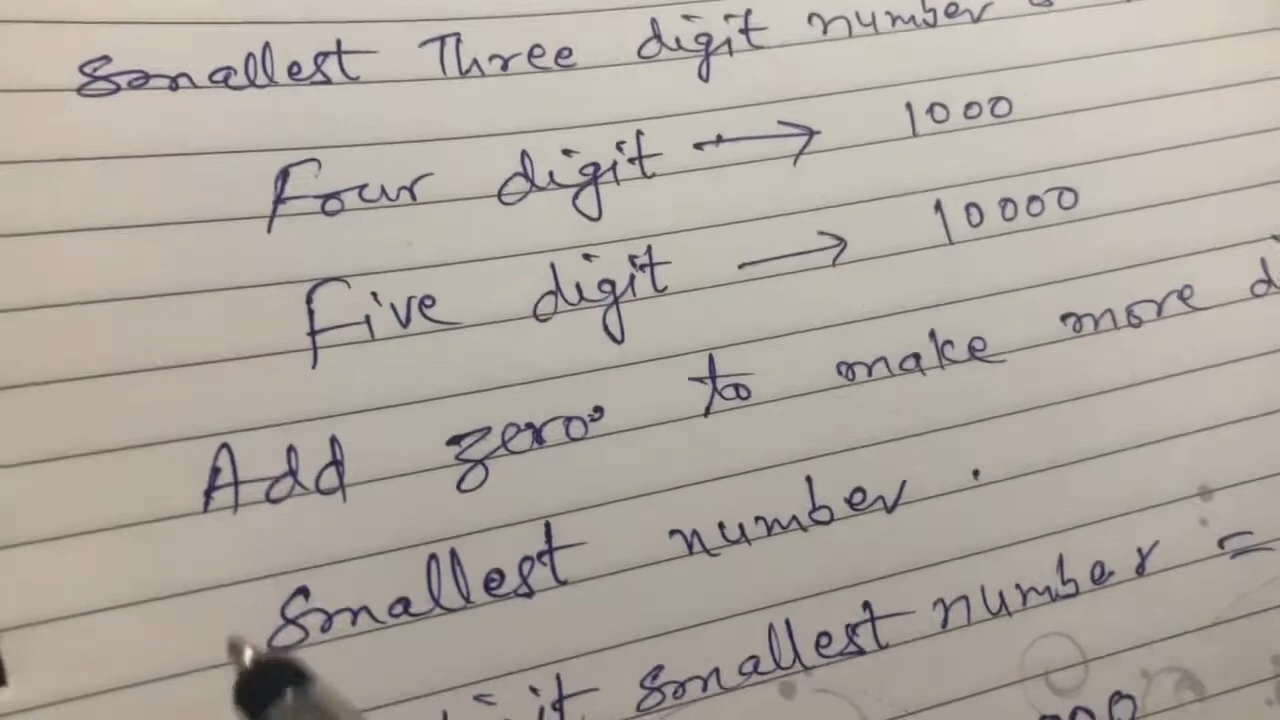 Smallest Three digit number
Four digit → 1000
Five digit → 10000
Add zero to make more
Smallest number .
smallest number =